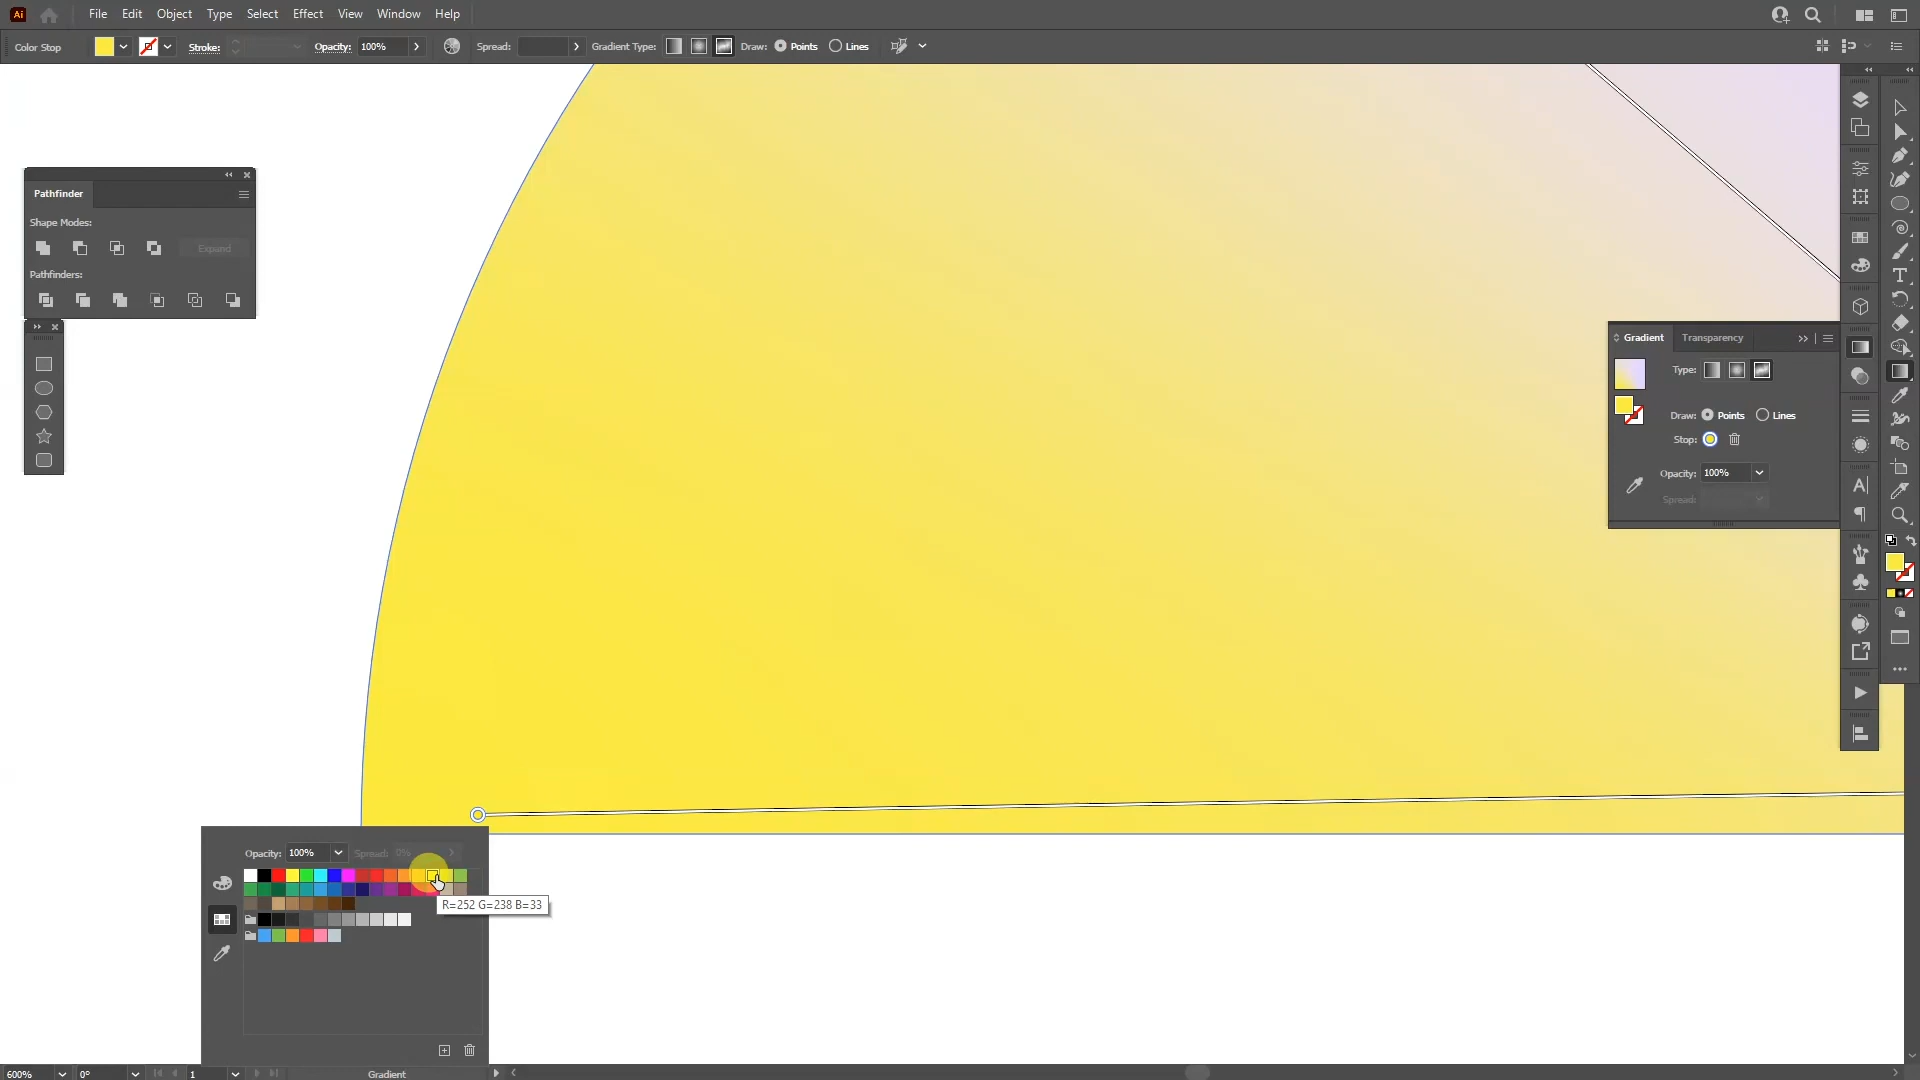 Ai File Edit Object Type Select Effect View Window Help
Color Stop Stroke: Opacity: 100% Spread: Gradient Type: Draw: Points Lines
Pathfinder
Shape Modes:
Expand
Pathfinders:
Gradient Transparency
Type:
Draw: Points Lines
Stop:
Opacity: 100%
Spread:
Opacity: 100% Spread: 0%
R=252 G=238 B=33
600% 0° 1 Gradient